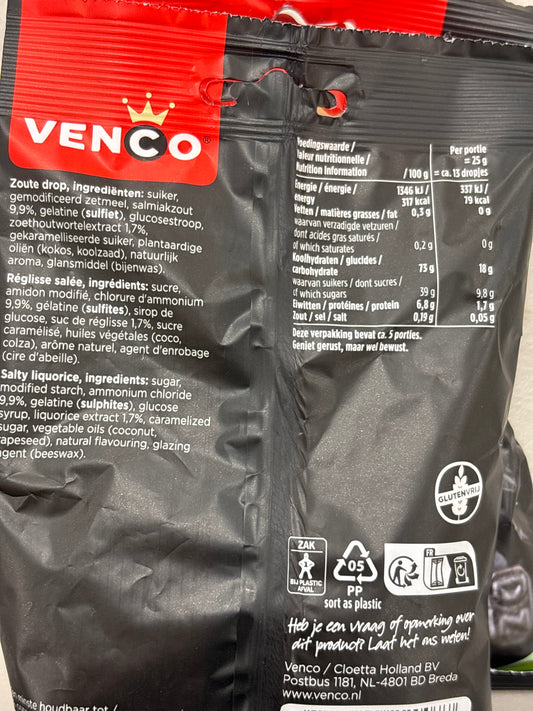 VENCO®
Zoute drop, ingrediënten: suiker,
gemodificeerd zetmeel, salmiakzout
9,9%, gelatine (sulfiet), glucosestroop,
zoethoutwortelextract 1,7%,
gekarameliseerde suiker, plantaardige
oliën (kokos, koolzaad), natuurlijk
aroma, glansmiddel (bijenwas).
Réglisse salée, ingrédients: sucre,
amidon modifié, chlorure d'ammonium
9,9%, gélatine (sulfites), sirop de
glucose, suc de réglisse 1,7%, sucre
caramélisé, huiles végétales (coco,
colza), arôme naturel, agent d'enrobage
(cire d'abeille).
Salty liquorice, ingredients: sugar,
modified starch, ammonium chloride
9,9%, gelatine (sulphites), glucose
syrup, liquorice extract 1,7%, caramelized
sugar, vegetable oils (coconut,
rapeseed), natural flavouring, glazing
agent (beeswax).
Voedingswaarde /
Valeur nutritionnelle /
Nutrition Information /100 g
Per portie
= 25 g
= ca. 13 dropjes
Energie / énergie / 1346 kJ / 337 kJ /
energy 317 kcal 79 kcal
Vetten / matières grasses / fat 0,3 g 0 g
waarvan verzadigde vetzuren /
dont acides gras saturés /
of which saturates 0,2 g 0 g
Koolhydraten / glucides /
carbohydrate 73 g 18 g
waarvan suikers / dont sucres /
of which sugars 39 g 9,8 g
Eiwitten / protéines / protein 6,8 g 1,7 g
Zout / sel / salt 0,19 g 0,05 g
Deze verpakking bevat ca. 5 porties.
Geniet gerust, maar wel bewust.
GLUTENVRIJ
ZAK
BIJ PLASTIC
AFVAL
05
PP
sort as plastic
FR
Heb je een vraag of opmerking over
dit product? Laat het ons weten!
Venco / Cloetta Holland BV
Postbus 1181, NL-4801 BD Breda
www.venco.nl
minste houdbaar tot /